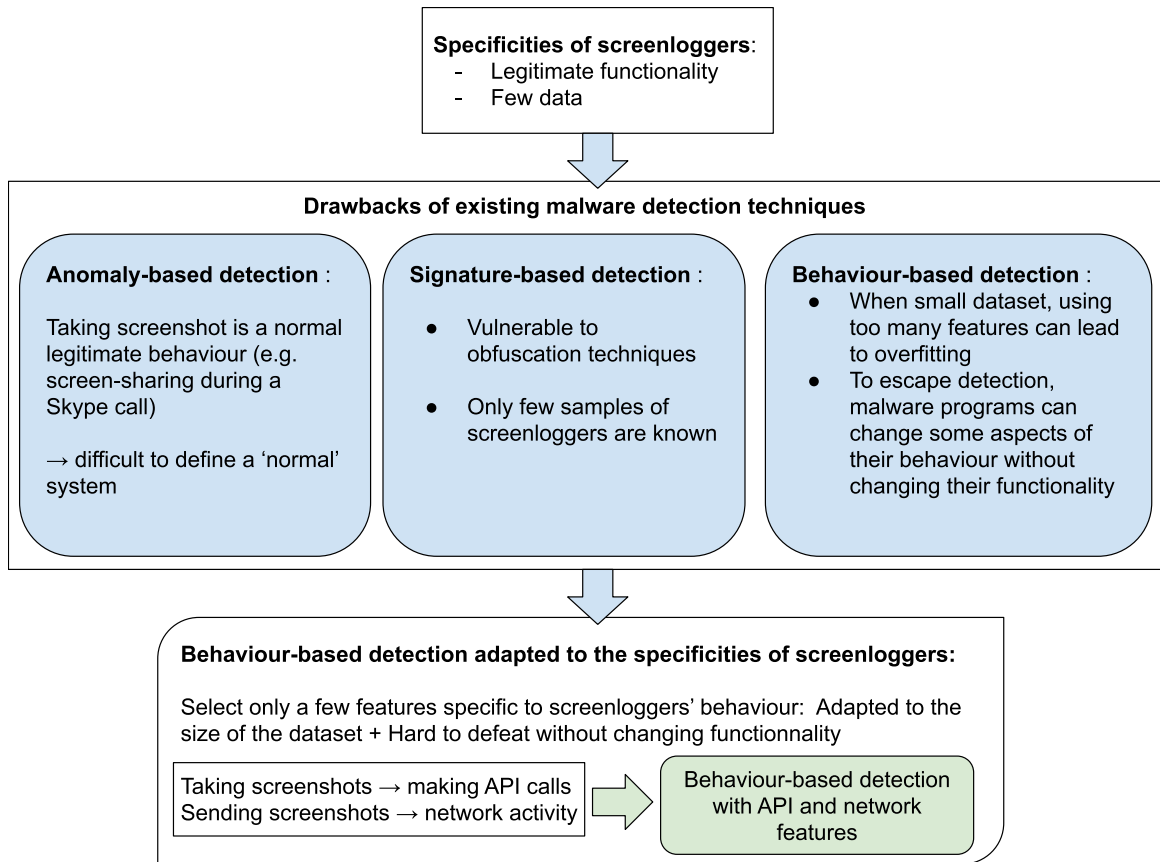 Specificities of screenloggers:
- Legitimate functionality
- Few data
Drawbacks of existing malware detection techniques
Anomaly-based detection :
Taking screenshot is a normal
legitimate behaviour (e.g.
screen-sharing during a
Skype call)
→ difficult to define a ‘normal’
system
Signature-based detection :
● Vulnerable to
obfuscation techniques
● Only few samples of
screenloggers are known
Behaviour-based detection :
● When small dataset, using
too many features can lead
to overfitting
● To escape detection,
malware programs can
change some aspects of
their behaviour without
changing their functionality
Behaviour-based detection adapted to the specificities of screenloggers:
Select only a few features specific to screenloggers’ behaviour: Adapted to the
size of the dataset + Hard to defeat without changing functionnality
Taking screenshots → making API calls
Sending screenshots → network activity
Behaviour-based detection
with API and network
features